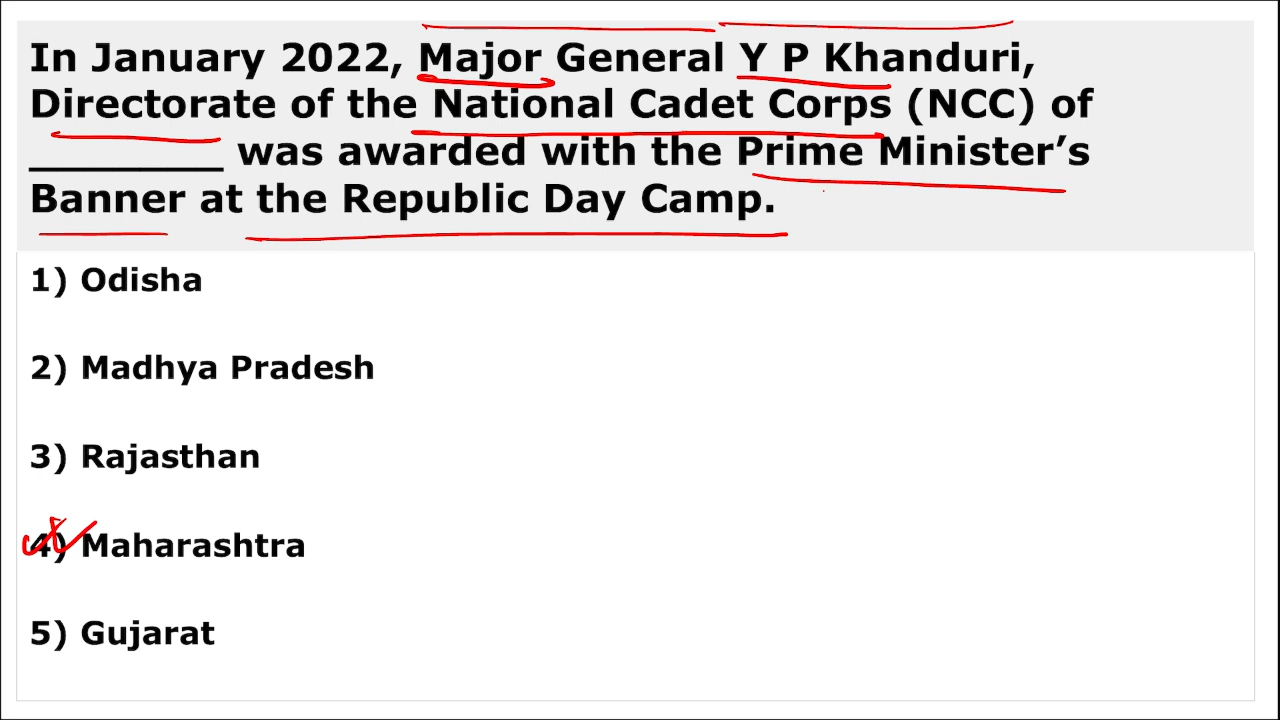 In January 2022, Major General Y P Khanduri,
Directorate of the National Cadet Corps (NCC) of
_________ was awarded with the Prime Minister’s
Banner at the Republic Day Camp.
1) Odisha
2) Madhya Pradesh
3) Rajasthan
4) Maharashtra
5) Gujarat